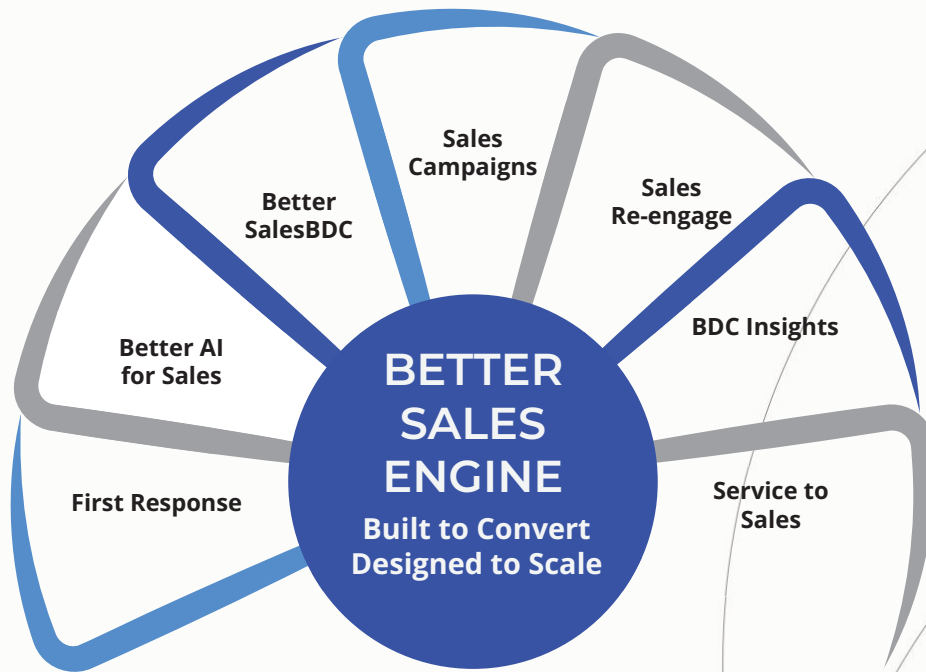 Sales
Campaigns
Better
SalesBDC
Sales
Re-engage
Better AI
for Sales
BDC Insights
First Response
Service to
Sales
BETTER
SALES
ENGINE
Built to Convert
Designed to Scale